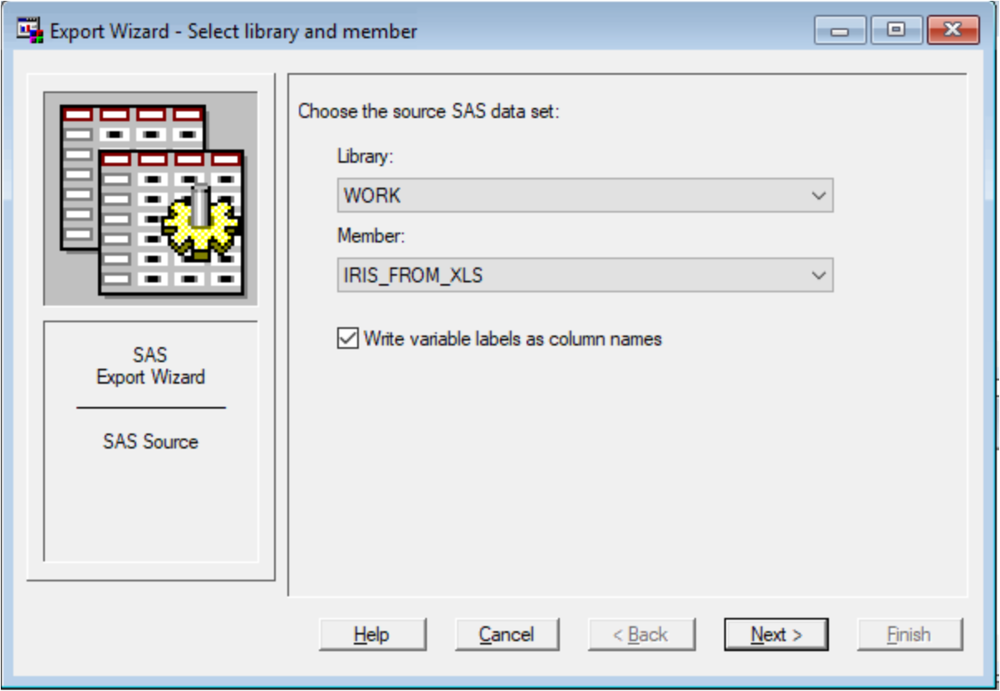 Export Wizard - Select library and member
Choose the source SAS data set:
Library:
WORK
Member:
IRIS_FROM_XLS
Write variable labels as column names
SAS
Export Wizard
SAS Source
Help
Cancel
< Back
Next >
Finish